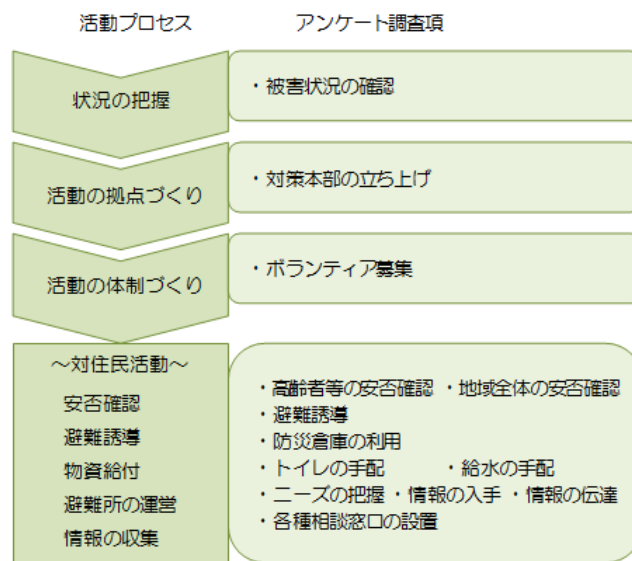 活動プロセス
アンケート調査項
状況の把握
・被害状況の確認
活動の拠点づくり
・対策本部の立ち上げ
活動の体制づくり
・ボランティア募集
～対住民活動～
安否確認
避難誘導
物資給付
避難所の運営
情報の収集
・高齢者等の安否確認 ・地域全体の安否確認
・避難誘導
・防災倉庫の利用
・トイレの手配 ・給水の手配
・ニーズの把握 ・情報の入手 ・情報の伝達
・各種相談窓口の設置